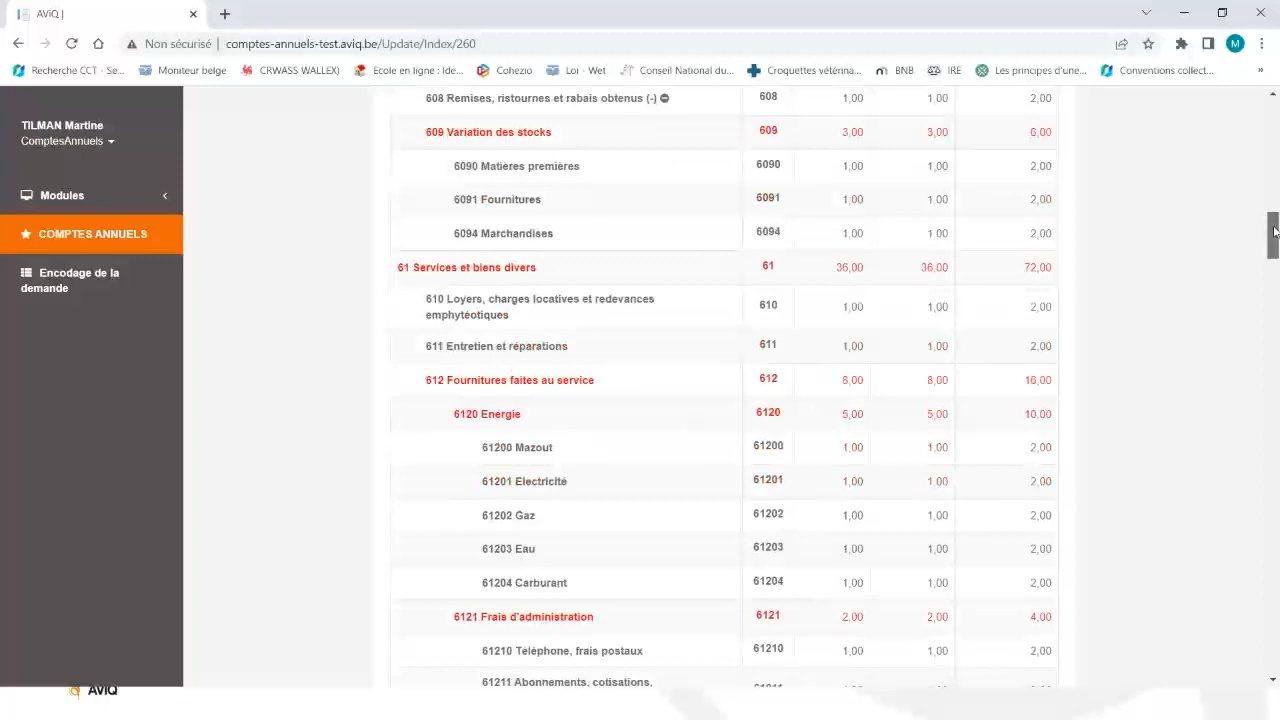 AViQ |
Non sécurisé | comptes-annuels-test.aviq.be/Update/Index/260
M
Recherche CCT - Se... Moniteur belge CRWASS WALLEX) Ecole en ligne : Ide... Cohezio Loi - Wet Conseil National du... Croquettes vétérina... BNB IRE Les principes d'une... Conventions collect... »
TILMAN Martine
ComptesAnnuels
Modules
COMPTES ANNUELS
Encodage de la
demande
608 Remises, ristournes et rabais obtenus (-) 608 1,00 1,00 2,00
609 Variation des stocks 609 3,00 3,00 6,00
6090 Matières premières 6090 1,00 1,00 2,00
6091 Fournitures 6091 1,00 1,00 2,00
6094 Marchandises 6094 1,00 1,00 2,00
61 Services et biens divers 61 36,00 36,00 72,00
610 Loyers, charges locatives et redevances
emphytéotiques 610 1,00 1,00 2,00
611 Entretien et réparations 611 1,00 1,00 2,00
612 Fournitures faites au service 612 8,00 8,00 16,00
6120 Energie 6120 5,00 5,00 10,00
61200 Mazout 61200 1,00 1,00 2,00
61201 Electricité 61201 1,00 1,00 2,00
61202 Gaz 61202 1,00 1,00 2,00
61203 Eau 61203 1,00 1,00 2,00
61204 Carburant 61204 1,00 1,00 2,00
6121 Frais d'administration 6121 2,00 2,00 4,00
61210 Téléphone, frais postaux 61210 1,00 1,00 2,00
61211 Abonnements, cotisations,
AViQ